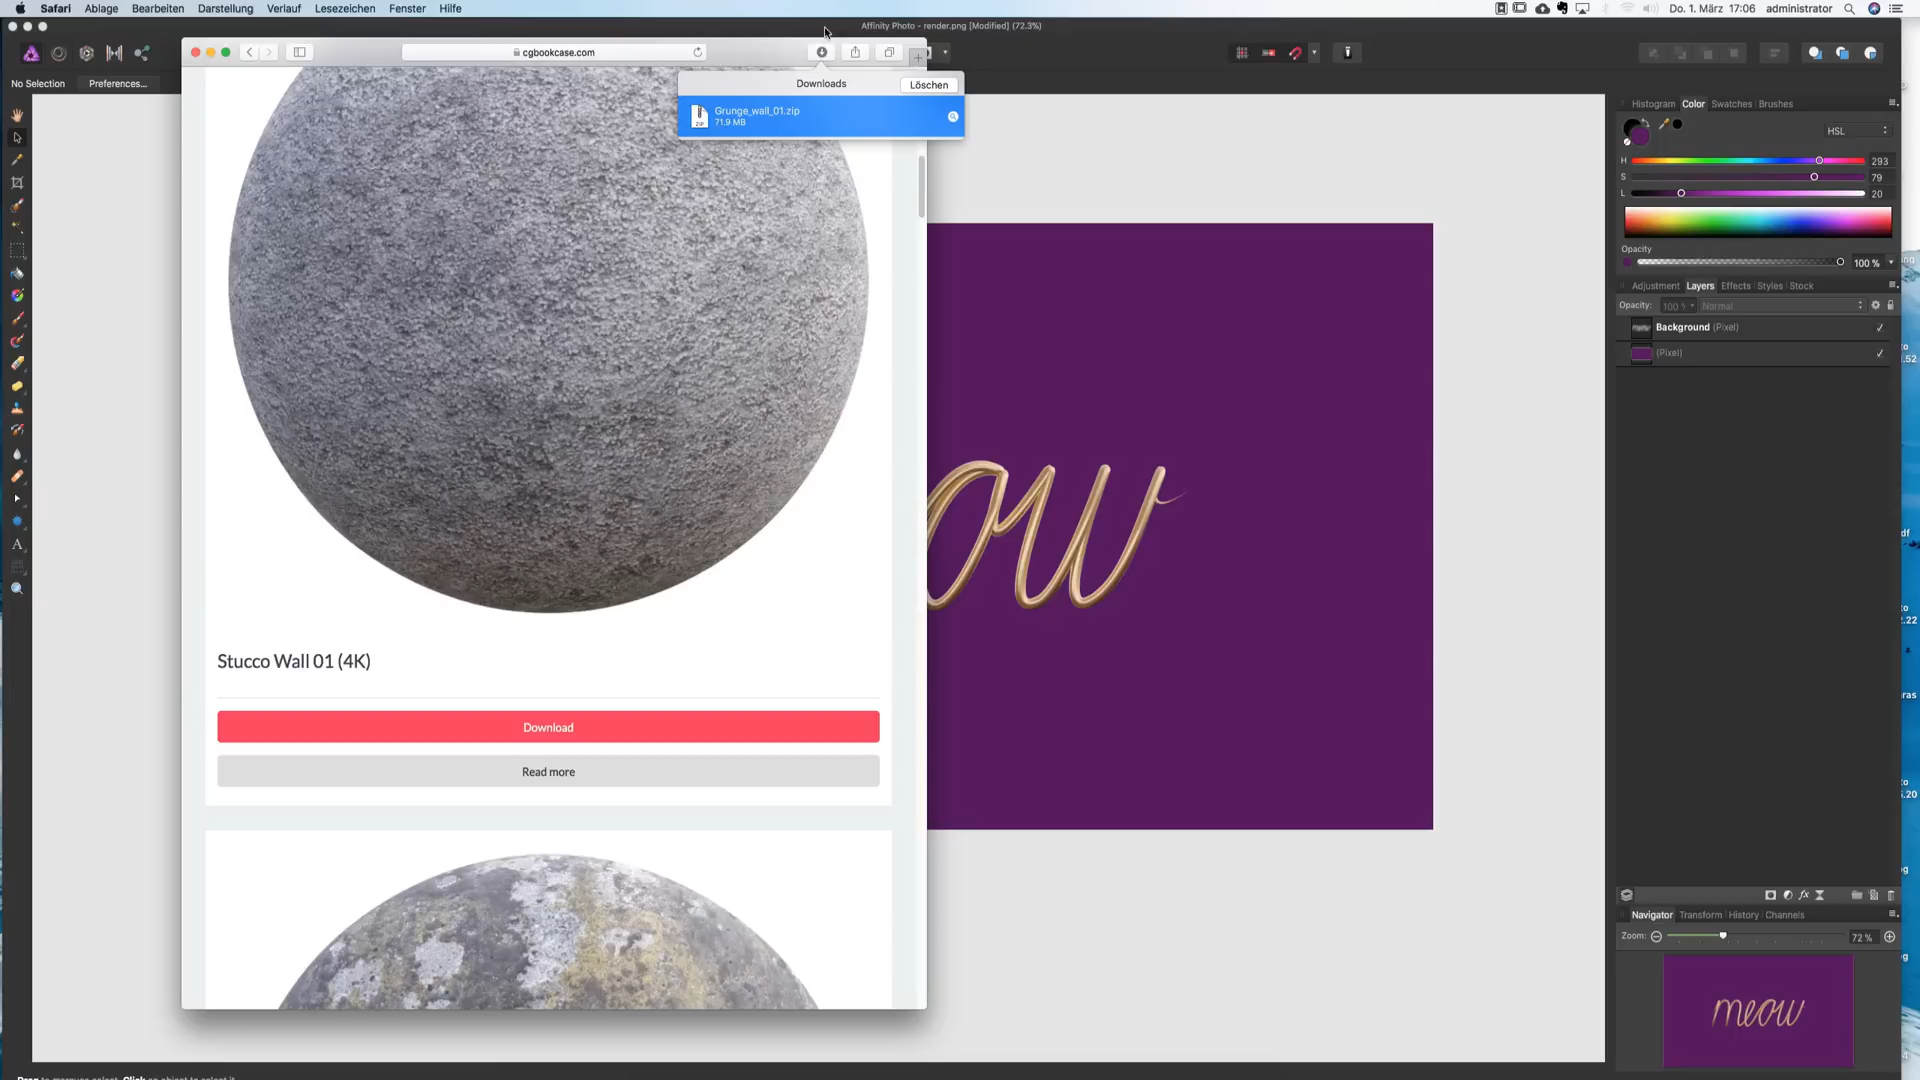 Safari Ablage Bearbeiten Darstellung Verlauf Lesezeichen Fenster Hilfe
Do. 1. März 17:06 administrator
Affinity Photo - render.png [Modified] (72.3%)
cgbookcase.com
No Selection Preferences...
Downloads Löschen
Grunge_wall_01.zip
71.9 MB
Histogram Color Swatches Brushes
HSL
H 293
S 79
L 20
Opacity
100 %
Adjustment Layers Effects Styles Stock
Opacity: 100 % Normal
Background (Pixel)
(Pixel)
ow
Stucco Wall 01 (4K)
Download
Read more
Navigator Transform History Channels
Zoom: 72 %
meow